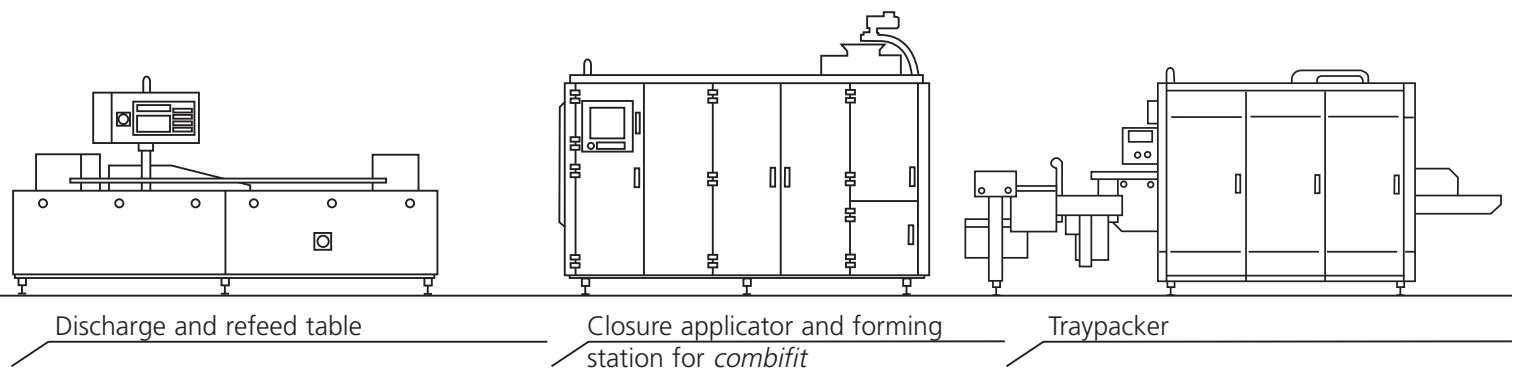 Discharge and refeed table
Closure applicator and forming
station for combifit
Traypacker